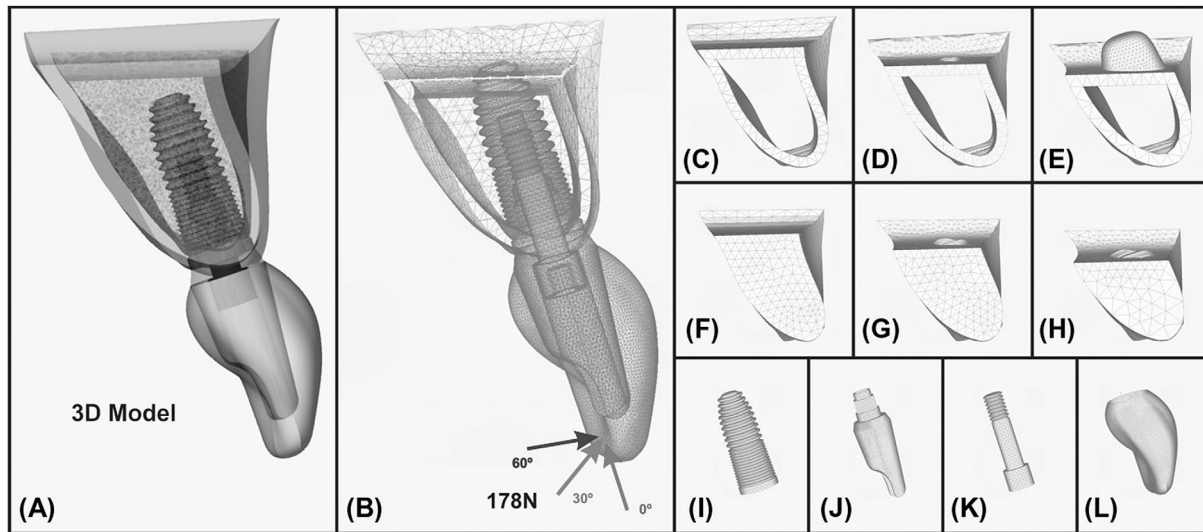 3D Model
(A)
60º
178N
30º
0º
(B)
(C)
(D)
(E)
(F)
(G)
(H)
(I)
(J)
(K)
(L)